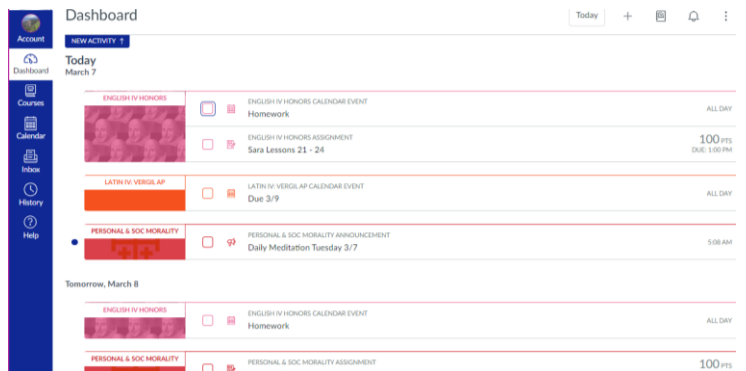 Dashboard
Today
Account
NEW ACTIVITY ↑
Dashboard
Today
March 7
Courses
Calendar
Inbox
History
Help
ENGLISH IV HONORS
ENGLISH IV HONORS CALENDAR EVENT
Homework
ALL DAY
ENGLISH IV HONORS ASSIGNMENT
Sara Lessons 21 - 24
100 PTS
DUE: 1:00 PM
LATIN IV: VERGIL AP
LATIN IV: VERGIL AP CALENDAR EVENT
Due 3/9
ALL DAY
PERSONAL & SOC MORALITY
PERSONAL & SOC MORALITY ANNOUNCEMENT
Daily Meditation Tuesday 3/7
5:08 AM
Tomorrow, March 8
ENGLISH IV HONORS
ENGLISH IV HONORS CALENDAR EVENT
Homework
ALL DAY
PERSONAL & SOC MORALITY
PERSONAL & SOC MORALITY ASSIGNMENT
100 PTS